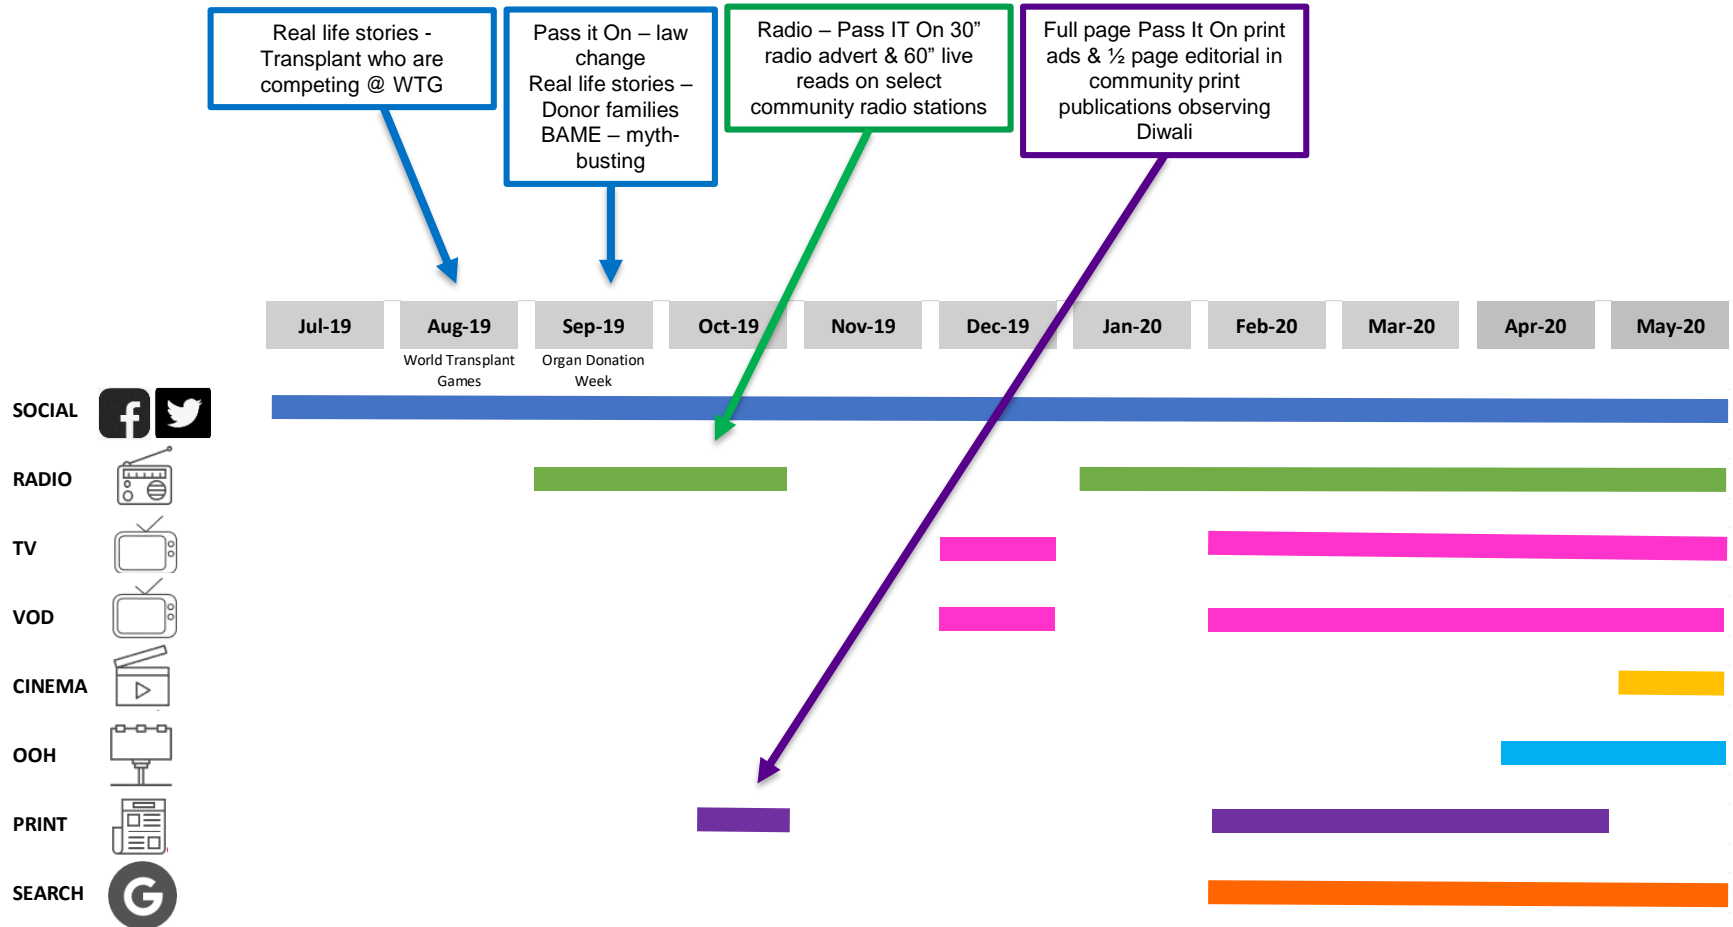 Real life stories -
Transplant who are
competing @ WTG
Pass it On – law
change
Real life stories –
Donor families
BAME – myth-
busting
Radio – Pass IT On 30”
radio advert & 60” live
reads on select
community radio stations
Full page Pass It On print
ads & ½ page editorial in
community print
publications observing
Diwali
Jul-19 Aug-19 Sep-19 Oct-19 Nov-19 Dec-19 Jan-20 Feb-20 Mar-20 Apr-20 May-20
World Transplant
Games
Organ Donation
Week
SOCIAL
RADIO
TV
VOD
CINEMA
OOH
PRINT
SEARCH G